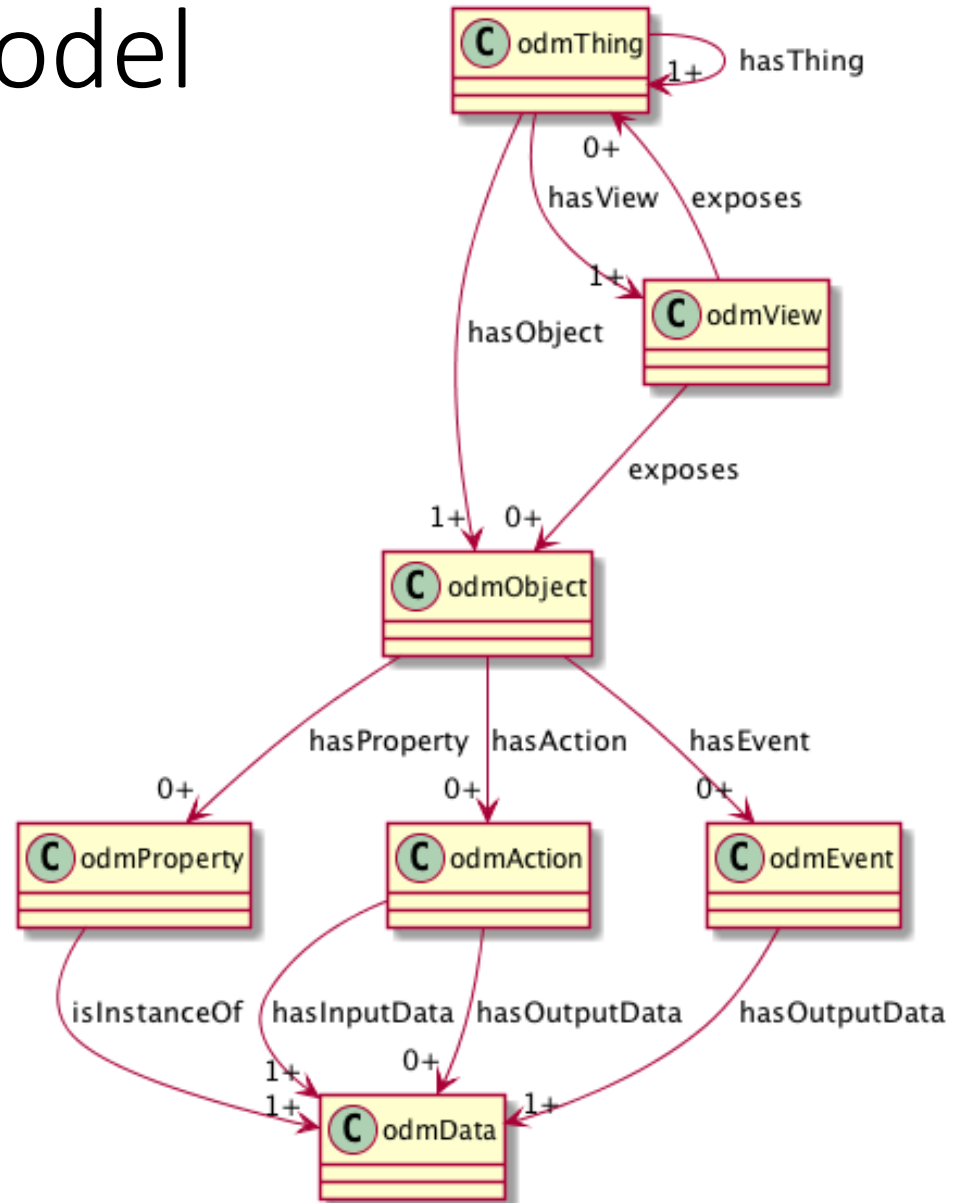 odel
C odmThing
1+ hasThing
0+
hasView exposes
1+
C odmView
hasObject
exposes
1+ 0+
C odmObject
hasProperty hasAction hasEvent
0+ 0+ 0+
C odmProperty C odmAction C odmEvent
isInstanceOf hasInputData hasOutputData hasOutputData
0+
1+
1+ 1+
C odmData